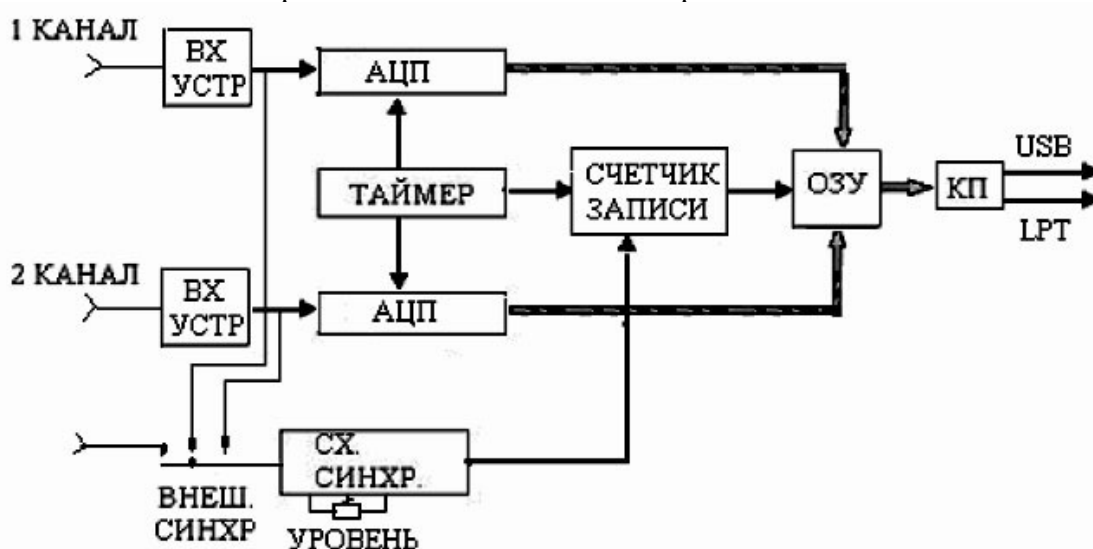 1 КАНАЛ
ВХ
УСТР
АЦП
ТАЙМЕР
СЧЕТЧИК
ЗАПИСИ
ОЗУ
КП
USB
LPT
2 КАНАЛ
ВХ
УСТР
АЦП
СХ.
СИНХР.
ВНЕШ.
СИНХР
УРОВЕНЬ